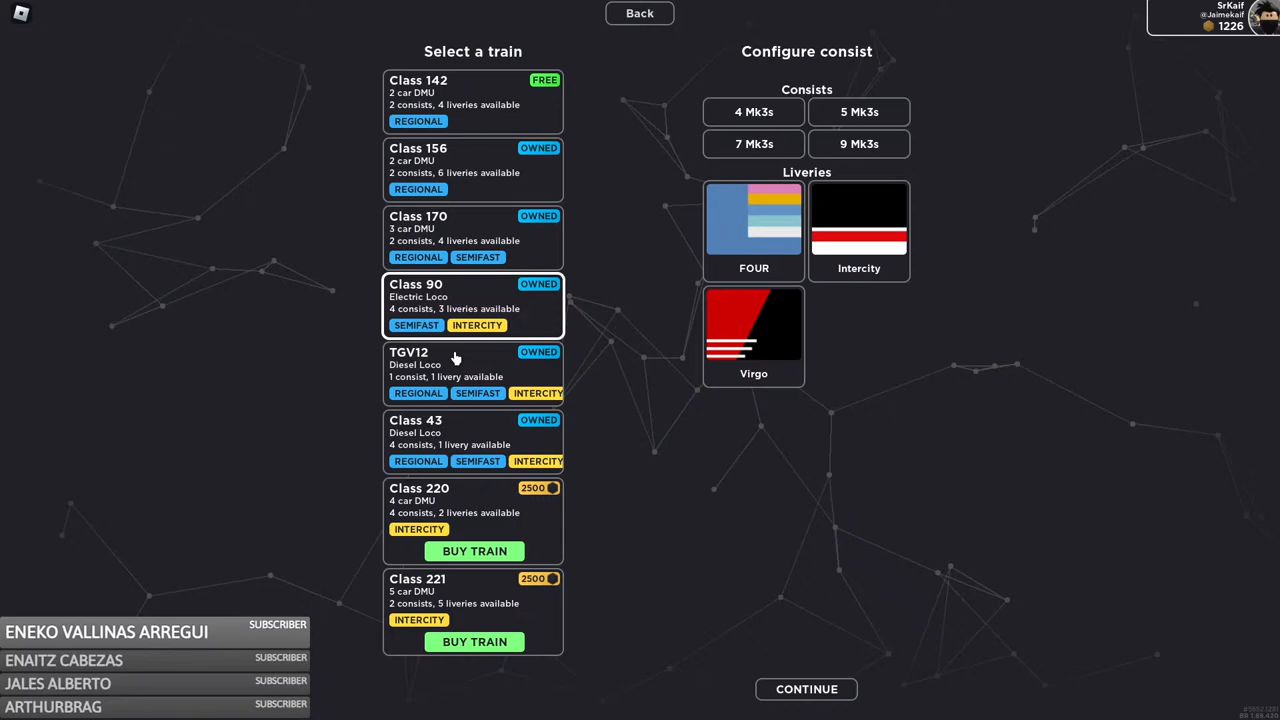 Back
SrKaif
@Jaimekaif
1226
Select a train
Configure consist
Class 142
FREE
2 car DMU
2 consists, 4 liveries available
REGIONAL
Class 156
OWNED
2 car DMU
2 consists, 6 liveries available
REGIONAL
Class 170
OWNED
3 car DMU
2 consists, 4 liveries available
REGIONAL SEMIFAST
Class 90
OWNED
Electric Loco
4 consists, 3 liveries available
SEMIFAST INTERCITY
TGV12
OWNED
Diesel Loco
1 consist, 1 livery available
REGIONAL SEMIFAST INTERCITY
Class 43
OWNED
Diesel Loco
4 consists, 1 livery available
REGIONAL SEMIFAST INTERCITY
Class 220
2500
4 car DMU
4 consists, 2 liveries available
INTERCITY
BUY TRAIN
Class 221
2500
5 car DMU
2 consists, 5 liveries available
INTERCITY
BUY TRAIN
Consists
4 Mk3s
5 Mk3s
7 Mk3s
9 Mk3s
Liveries
FOUR
Intercity
Virgo
CONTINUE
ENEKO VALLINAS ARREGUI SUBSCRIBER
ENAITZ CABEZAS SUBSCRIBER
JALES ALBERTO SUBSCRIBER
ARTHURBRAG SUBSCRIBER